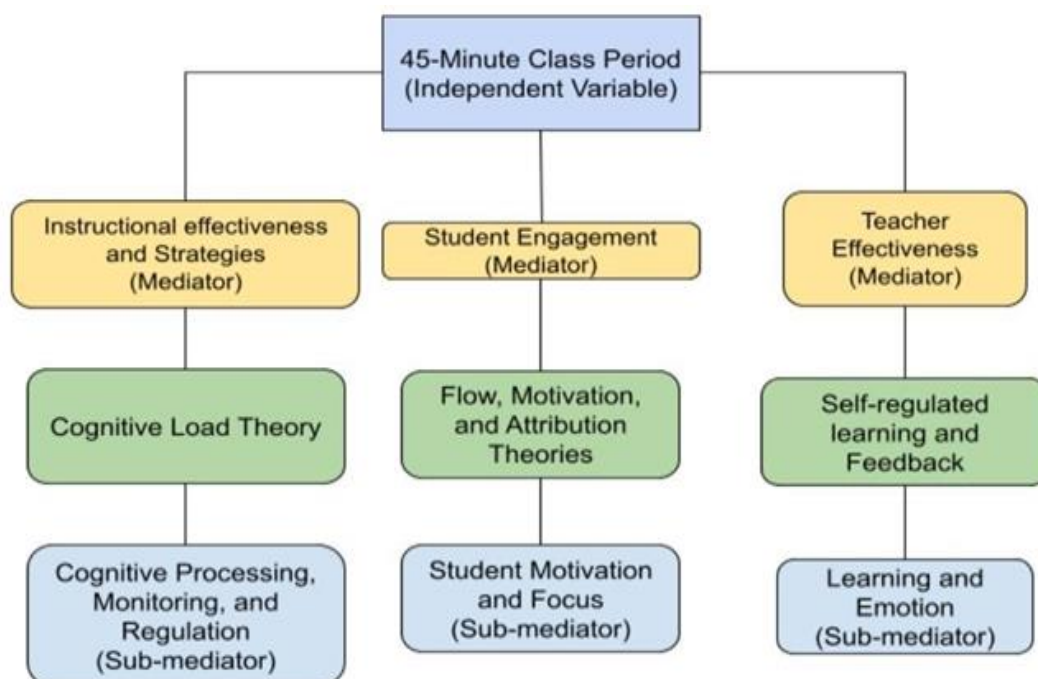 45-Minute Class Period
(Independent Variable)
Instructional effectiveness
and Strategies
(Mediator)
Student Engagement
(Mediator)
Teacher
Effectiveness
(Mediator)
Cognitive Load Theory
Flow, Motivation,
and Attribution
Theories
Self-regulated
learning and
Feedback
Cognitive Processing,
Monitoring, and
Regulation
(Sub-mediator)
Student Motivation
and Focus
(Sub-mediator)
Learning and
Emotion
(Sub-mediator)